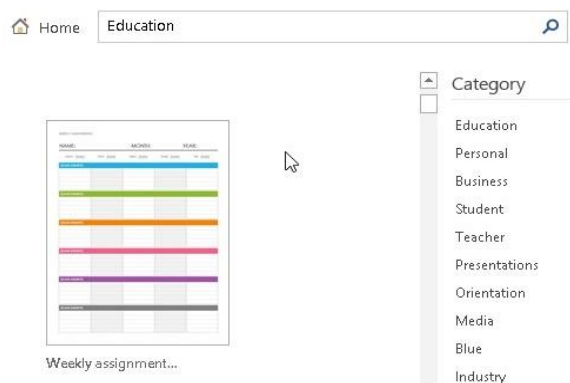 Home
Education
Category
Education
Personal
Business
Student
Teacher
Presentations
Orientation
Media
Blue
Industry
NAME:
MONTH:
YEAR:
Weekly assignment...